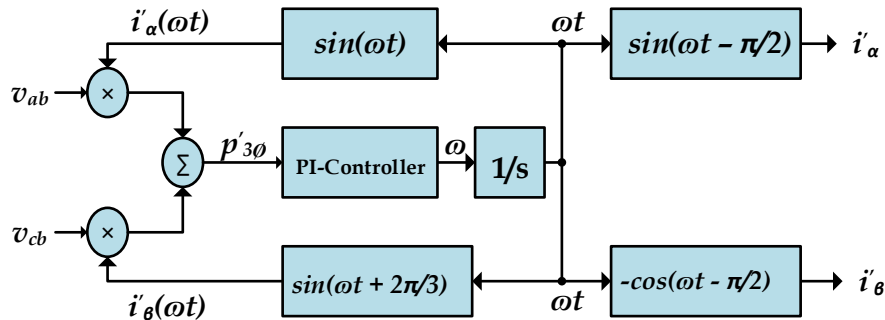 i'α(ωt)
sin(ωt)
ωt
sin(ωt – π/2)
i'α
vab
×
Σ
p'3ø
PI-Controller
ω
1/s
vcb
×
i'β(ωt)
sin(ωt + 2π/3)
ωt
-cos(ωt - π/2)
i'β